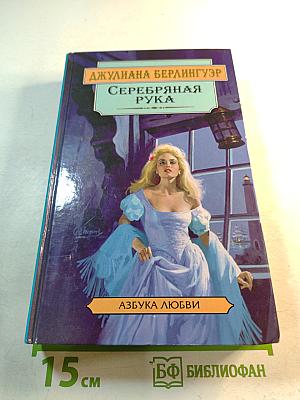 ДЖУЛИАНА БЕРЛИНГУЭР
СЕРЕБРЯНАЯ
РУКА
АЗБУКА ЛЮБВИ
15 см
БФ БИБЛИОФАН